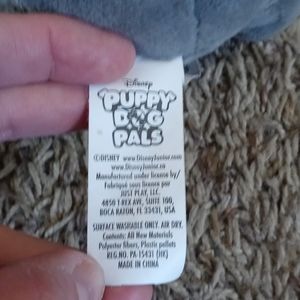 Disney
PUPPY
DOG
PALS
©DISNEY www.DisneyJunior.com
www.DisneyJunior.ca
Manufactured under license by/
Fabriqué sous licence par
JUST PLAY, LLC.
4850 T-REX AVE, SUITE 100,
BOCA RATON, FL 33431, USA
SURFACE WASHABLE ONLY. AIR DRY.
Contents: All New Materials
Polyester fibers, Plastic pellets
REG.NO. PA-15431 (HK)
MADE IN CHINA